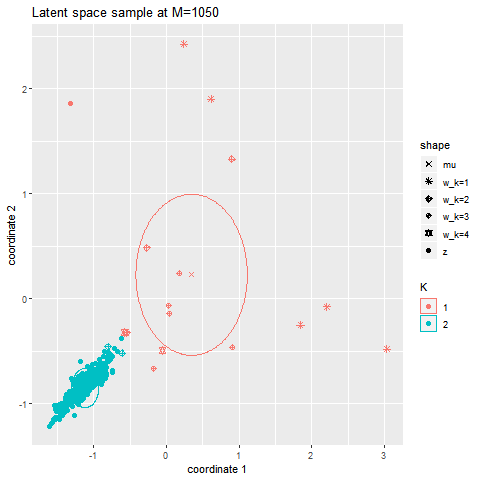 Latent space sample at M=1050
2
1
0
-1
-1
0
1
2
3
coordinate 1
coordinate 2
shape
mu
w_k=1
w_k=2
w_k=3
w_k=4
z
K
1
2